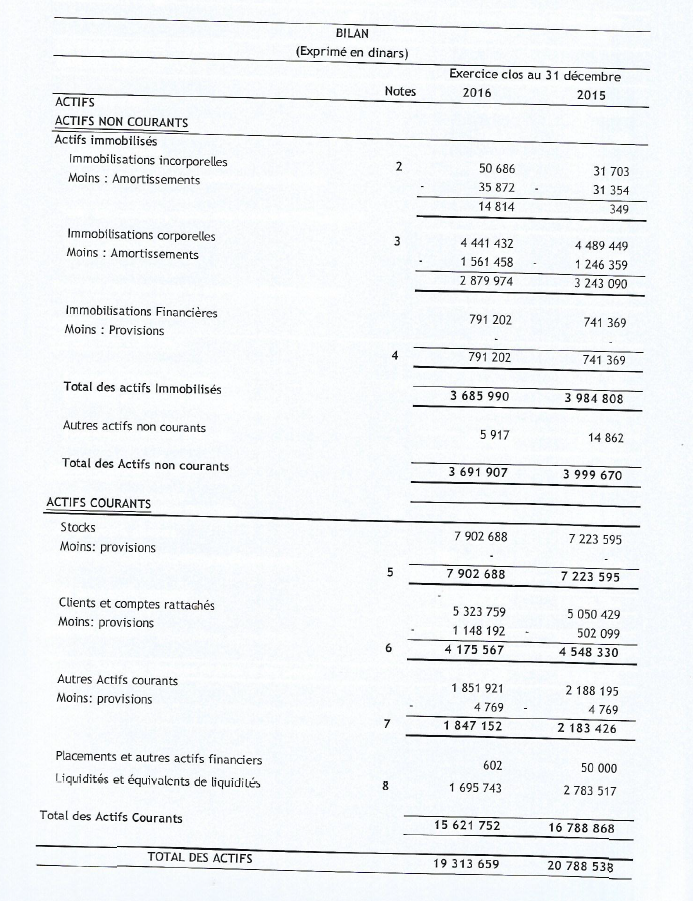 BILAN
(Exprimé en dinars)
Exercice clos au 31 décembre
Notes 2016 2015
ACTIFS
ACTIFS NON COURANTS
Actifs immobilisés
Immobilisations incorporelles 2 50 686 31 703
Moins : Amortissements - 35 872 - 31 354
14 814 349
Immobilisations corporelles 3 4 441 432 4 489 449
Moins : Amortissements - 1 561 458 - 1 246 359
2 879 974 3 243 090
Immobilisations Financières 791 202 741 369
Moins : Provisions - -
4 791 202 741 369
Total des actifs Immobilisés 3 685 990 3 984 808
Autres actifs non courants 5 917 14 862
Total des Actifs non courants 3 691 907 3 999 670
ACTIFS COURANTS
Stocks 7 902 688 7 223 595
Moins: provisions - -
5 7 902 688 7 223 595
Clients et comptes rattachés 5 323 759 5 050 429
Moins: provisions - 1 148 192 - 502 099
6 4 175 567 4 548 330
Autres Actifs courants 1 851 921 2 188 195
Moins: provisions - 4 769 - 4 769
7 1 847 152 2 183 426
Placements et autres actifs financiers 602 50 000
Liquidités et équivalents de liquidités 8 1 695 743 2 783 517
Total des Actifs Courants 15 621 752 16 788 868
TOTAL DES ACTIFS 19 313 659 20 788 538